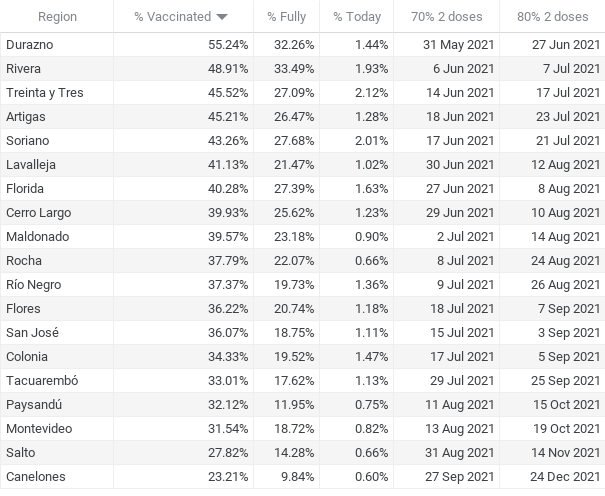 Region % Vaccinated % Fully % Today 70% 2 doses 80% 2 doses
Durazno 55.24% 32.26% 1.44% 31 May 2021 27 Jun 2021
Rivera 48.91% 33.49% 1.93% 6 Jun 2021 7 Jul 2021
Treinta y Tres 45.52% 27.09% 2.12% 14 Jun 2021 17 Jul 2021
Artigas 45.21% 26.47% 1.28% 18 Jun 2021 23 Jul 2021
Soriano 43.26% 27.68% 2.01% 17 Jun 2021 21 Jul 2021
Lavalleja 41.13% 21.47% 1.02% 30 Jun 2021 12 Aug 2021
Florida 40.28% 27.39% 1.63% 27 Jun 2021 8 Aug 2021
Cerro Largo 39.93% 25.62% 1.23% 29 Jun 2021 10 Aug 2021
Maldonado 39.57% 23.18% 0.90% 2 Jul 2021 14 Aug 2021
Rocha 37.79% 22.07% 0.66% 8 Jul 2021 24 Aug 2021
Río Negro 37.37% 19.73% 1.36% 9 Jul 2021 26 Aug 2021
Flores 36.22% 20.74% 1.18% 18 Jul 2021 7 Sep 2021
San José 36.07% 18.75% 1.11% 15 Jul 2021 3 Sep 2021
Colonia 34.33% 19.52% 1.47% 17 Jul 2021 5 Sep 2021
Tacuarembó 33.01% 17.62% 1.13% 29 Jul 2021 25 Sep 2021
Paysandú 32.12% 11.95% 0.75% 11 Aug 2021 15 Oct 2021
Montevideo 31.54% 18.72% 0.82% 13 Aug 2021 19 Oct 2021
Salto 27.82% 14.28% 0.66% 31 Aug 2021 14 Nov 2021
Canelones 23.21% 9.84% 0.60% 27 Sep 2021 24 Dec 2021